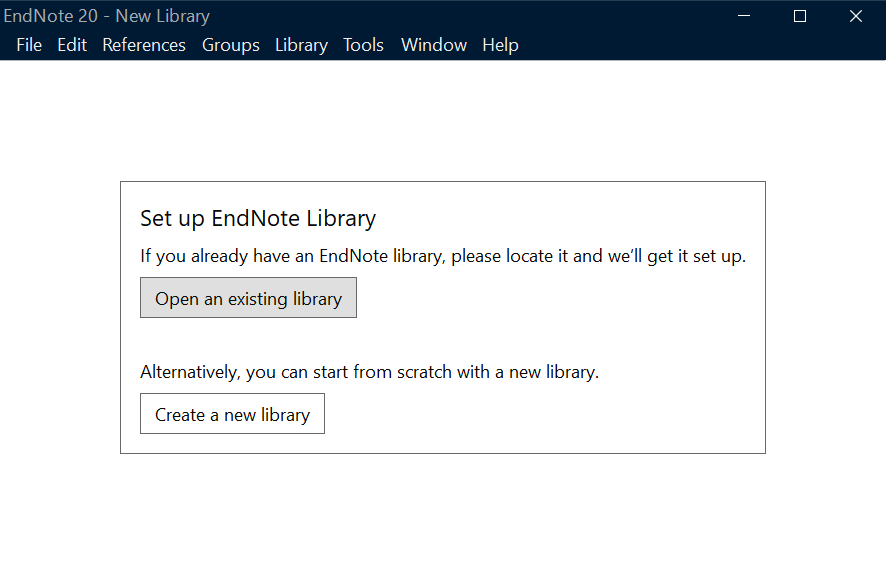 EndNote 20 - New Library
File Edit References Groups Library Tools Window Help
Set up EndNote Library
If you already have an EndNote library, please locate it and we’ll get it set up.
Open an existing library
Alternatively, you can start from scratch with a new library.
Create a new library